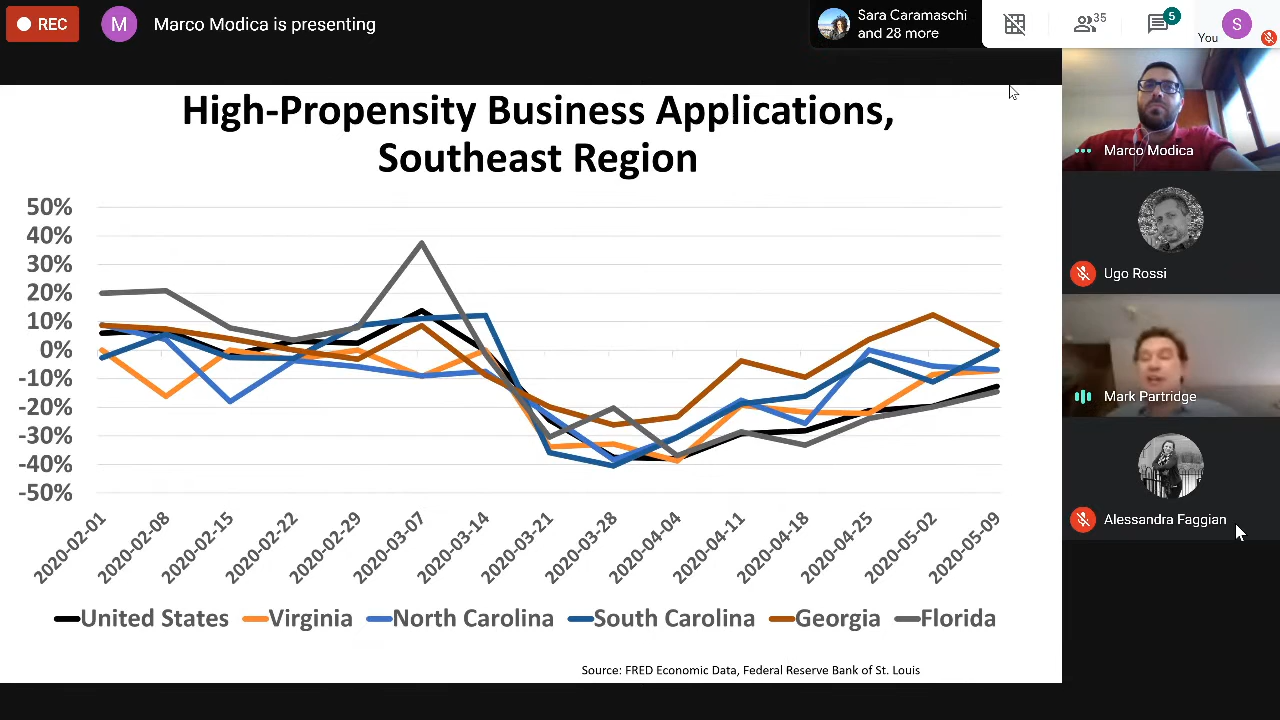 REC
M
Marco Modica is presenting
Sara Caramaschi
and 28 more
35
5
You
S
High-Propensity Business Applications,
Southeast Region
50%
40%
30%
20%
10%
0%
-10%
-20%
-30%
-40%
-50%
2020-02-01
2020-02-08
2020-02-15
2020-02-22
2020-02-29
2020-03-07
2020-03-14
2020-03-21
2020-03-28
2020-04-04
2020-04-11
2020-04-18
2020-04-25
2020-05-02
2020-05-09
United States
Virginia
North Carolina
South Carolina
Georgia
Florida
Source: FRED Economic Data, Federal Reserve Bank of St. Louis
Marco Modica
Ugo Rossi
Mark Partridge
Alessandra Faggian